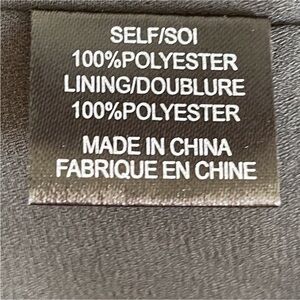 SELF/SOI
100%POLYESTER
LINING/DOUBLURE
100%POLYESTER
MADE IN CHINA
FABRIQUE EN CHINE